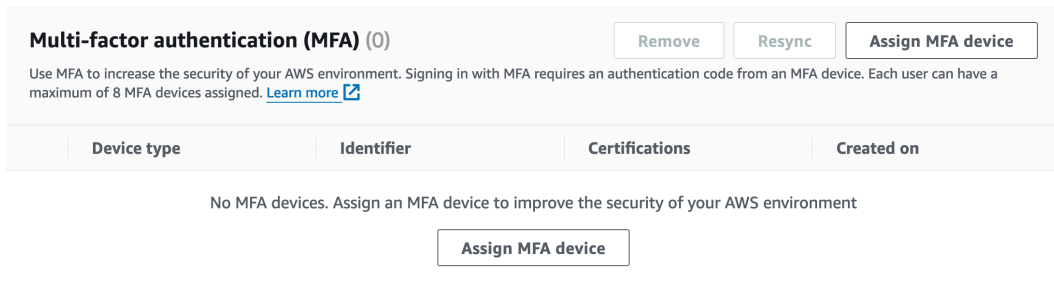 Multi-factor authentication (MFA) (0)
Remove
Resync
Assign MFA device
Use MFA to increase the security of your AWS environment. Signing in with MFA requires an authentication code from an MFA device. Each user can have a
maximum of 8 MFA devices assigned. Learn more
Device type
Identifier
Certifications
Created on
No MFA devices. Assign an MFA device to improve the security of your AWS environment
Assign MFA device